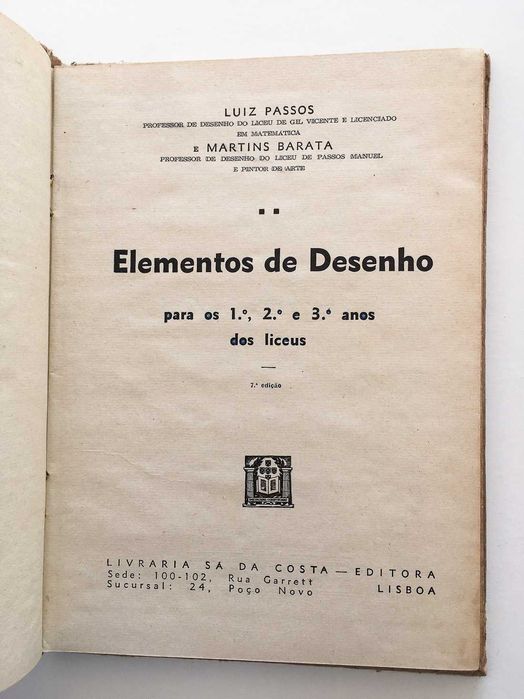 LUIZ PASSOS
PROFESSOR DE DESENHO DO LICEU DE GIL VICENTE E LICENCIADO
EM MATEMÁTICA
E MARTINS BARATA
PROFESSOR DE DESENHO DO LICEU DE PASSOS MANUEL
E PINTOR DE ARTE
Elementos de Desenho
para os 1.º, 2.º e 3.º anos
dos liceus
7.ª edição
LIVRARIA SÁ DA COSTA — EDITORA
Sede: 100-102, Rua Garrett
Sucursal: 24, Poço Novo LISBOA